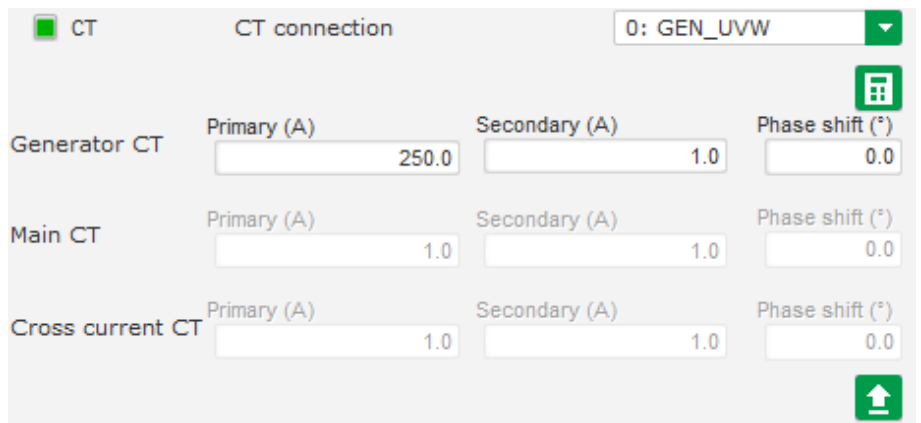 CT CT connection 0: GEN_UVW
Primary (A) Secondary (A) Phase shift (°)
Generator CT 250.0 1.0 0.0
Primary (A) Secondary (A) Phase shift (°)
Main CT 1.0 1.0 0.0
Primary (A) Secondary (A) Phase shift (°)
Cross current CT 1.0 1.0 0.0